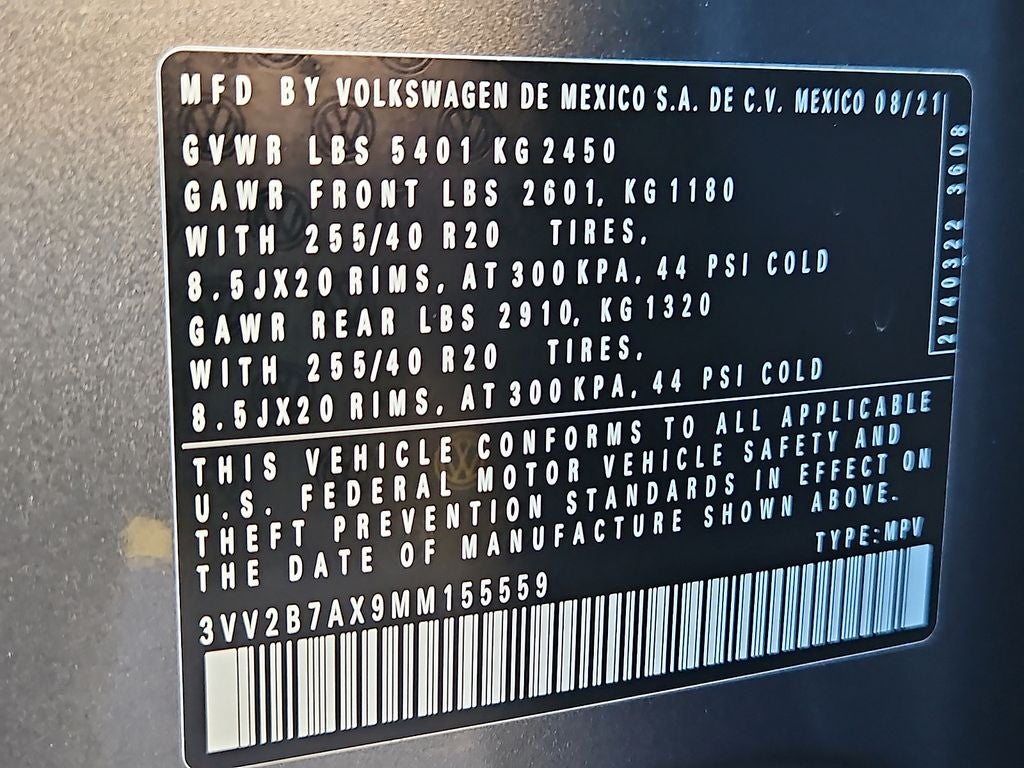 MFD BY VOLKSWAGEN DE MEXICO S.A. DE C.V. MEXICO 08/21
GVWR LBS 5401 KG 2450
GAWR FRONT LBS 2601, KG 1180
WITH 255/40 R20 TIRES,
8.5JX20 RIMS, AT 300 KPA, 44 PSI COLD
GAWR REAR LBS 2910, KG 1320
WITH 255/40 R20 TIRES,
8.5JX20 RIMS, AT 300 KPA, 44 PSI COLD
2740322 3608
THIS VEHICLE CONFORMS TO ALL APPLICABLE
U.S. FEDERAL MOTOR VEHICLE SAFETY AND
THEFT PREVENTION STANDARDS IN EFFECT ON
THE DATE OF MANUFACTURE SHOWN ABOVE.
TYPE:MPV
3VV2B7AX9MM155559